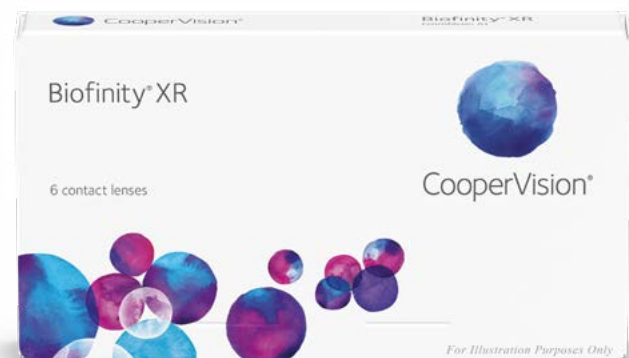 CooperVision®
Biofinity® XR
Biofinity® XR
6 contact lenses
CooperVision®
For Illustration Purposes Only